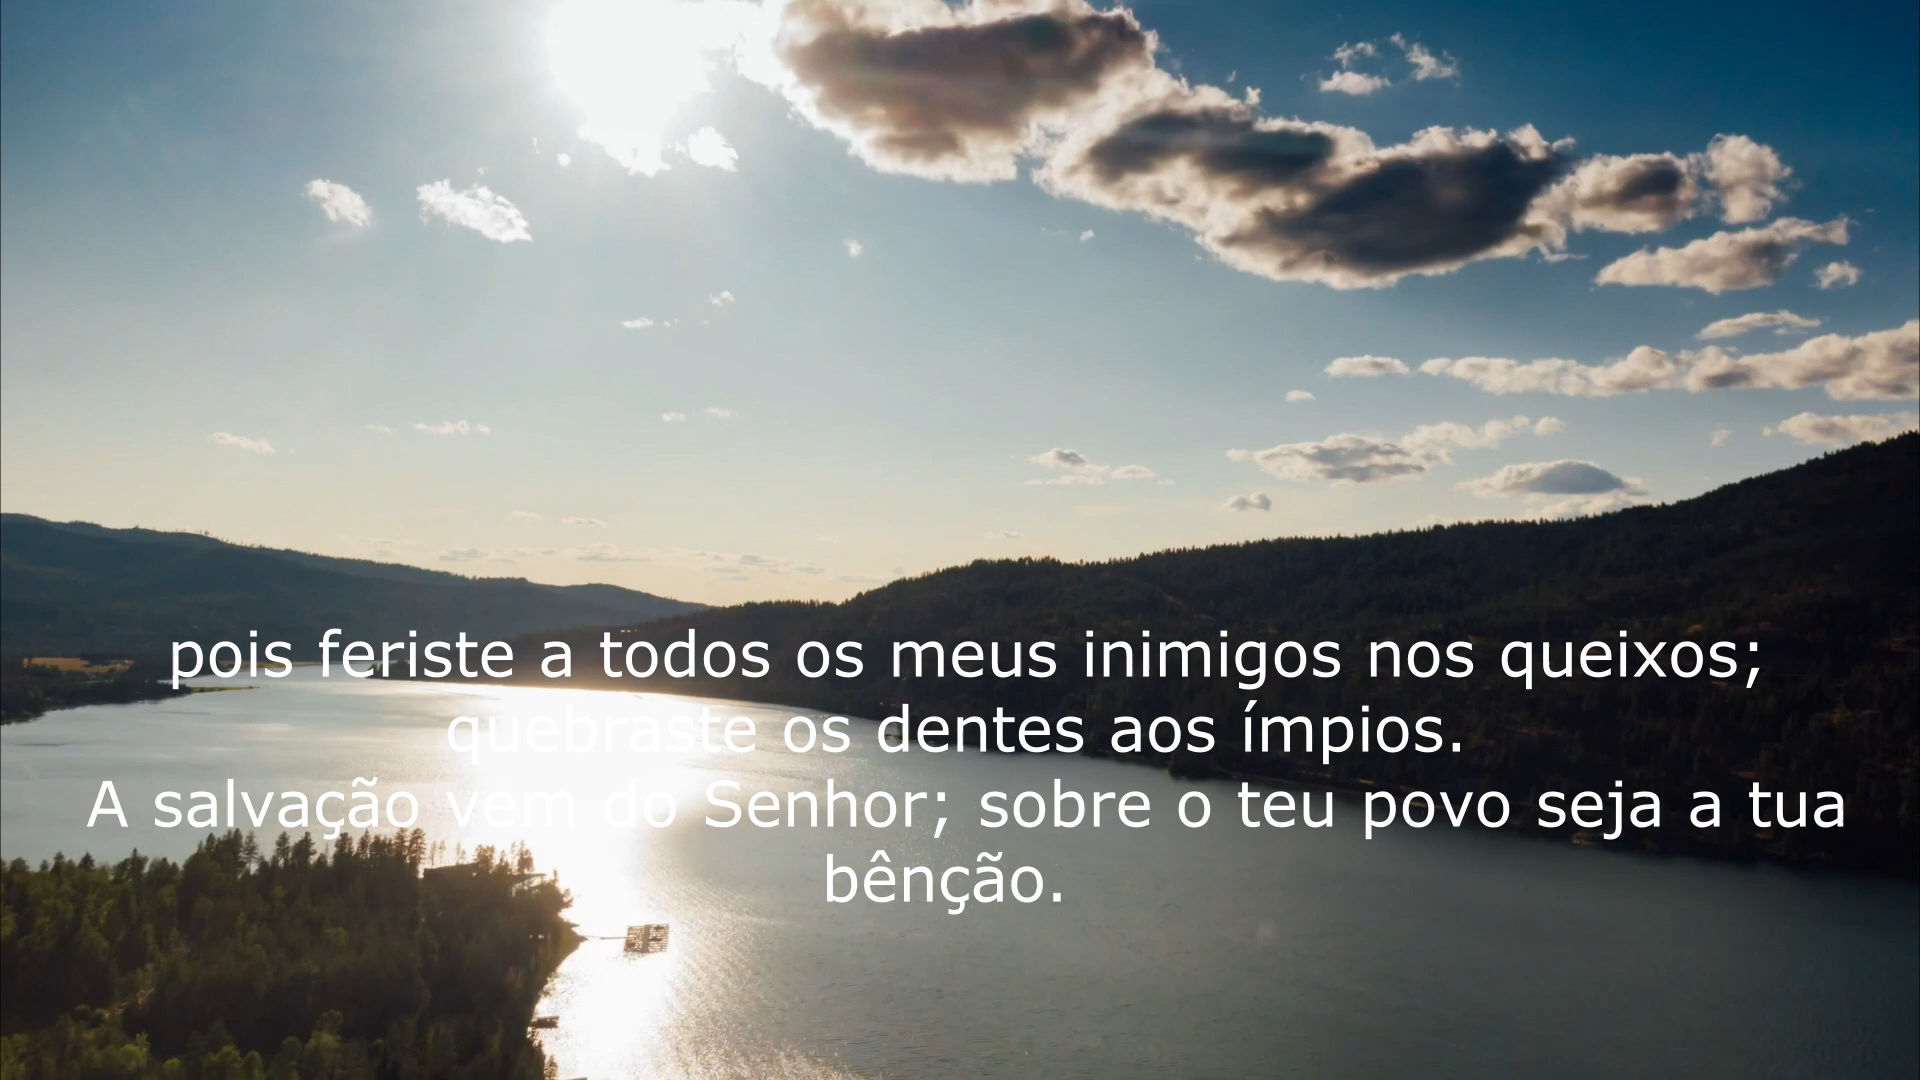 pois feriste a todos os meus inimigos nos queixos;
quebraste os dentes aos ímpios.
A salvação vem do Senhor; sobre o teu povo seja a tua
bênção.